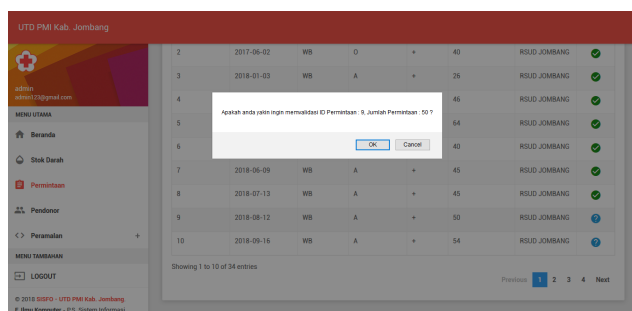 UTD PMI Kab. Jombang
admin
admin123@gmail.com
MENU UTAMA
Beranda
Stok Darah
Permintaan
Pendonor
Peramalan +
MENU TAMBAHAN
LOGOUT
© 2018 SISFO - UTD PMI Kab. Jombang
F. Ilmu Komputer - P.S. Sistem Informasi
2 2017-06-02 WB O + 40 RSUD JOMBANG
3 2018-01-03 WB A + 26 RSUD JOMBANG
4 46 RSUD JOMBANG
5 64 RSUD JOMBANG
6 40 RSUD JOMBANG
7 2018-06-09 WB A + 45 RSUD JOMBANG
8 2018-07-13 WB A + 45 RSUD JOMBANG
9 2018-08-12 WB A + 50 RSUD JOMBANG
10 2018-09-16 WB A + 54 RSUD JOMBANG
Apakah anda yakin ingin memvalidasi ID Permintaan : 9, Jumlah Permintaan : 50 ?
OK Cancel
Showing 1 to 10 of 34 entries
Previous 1 2 3 4 Next